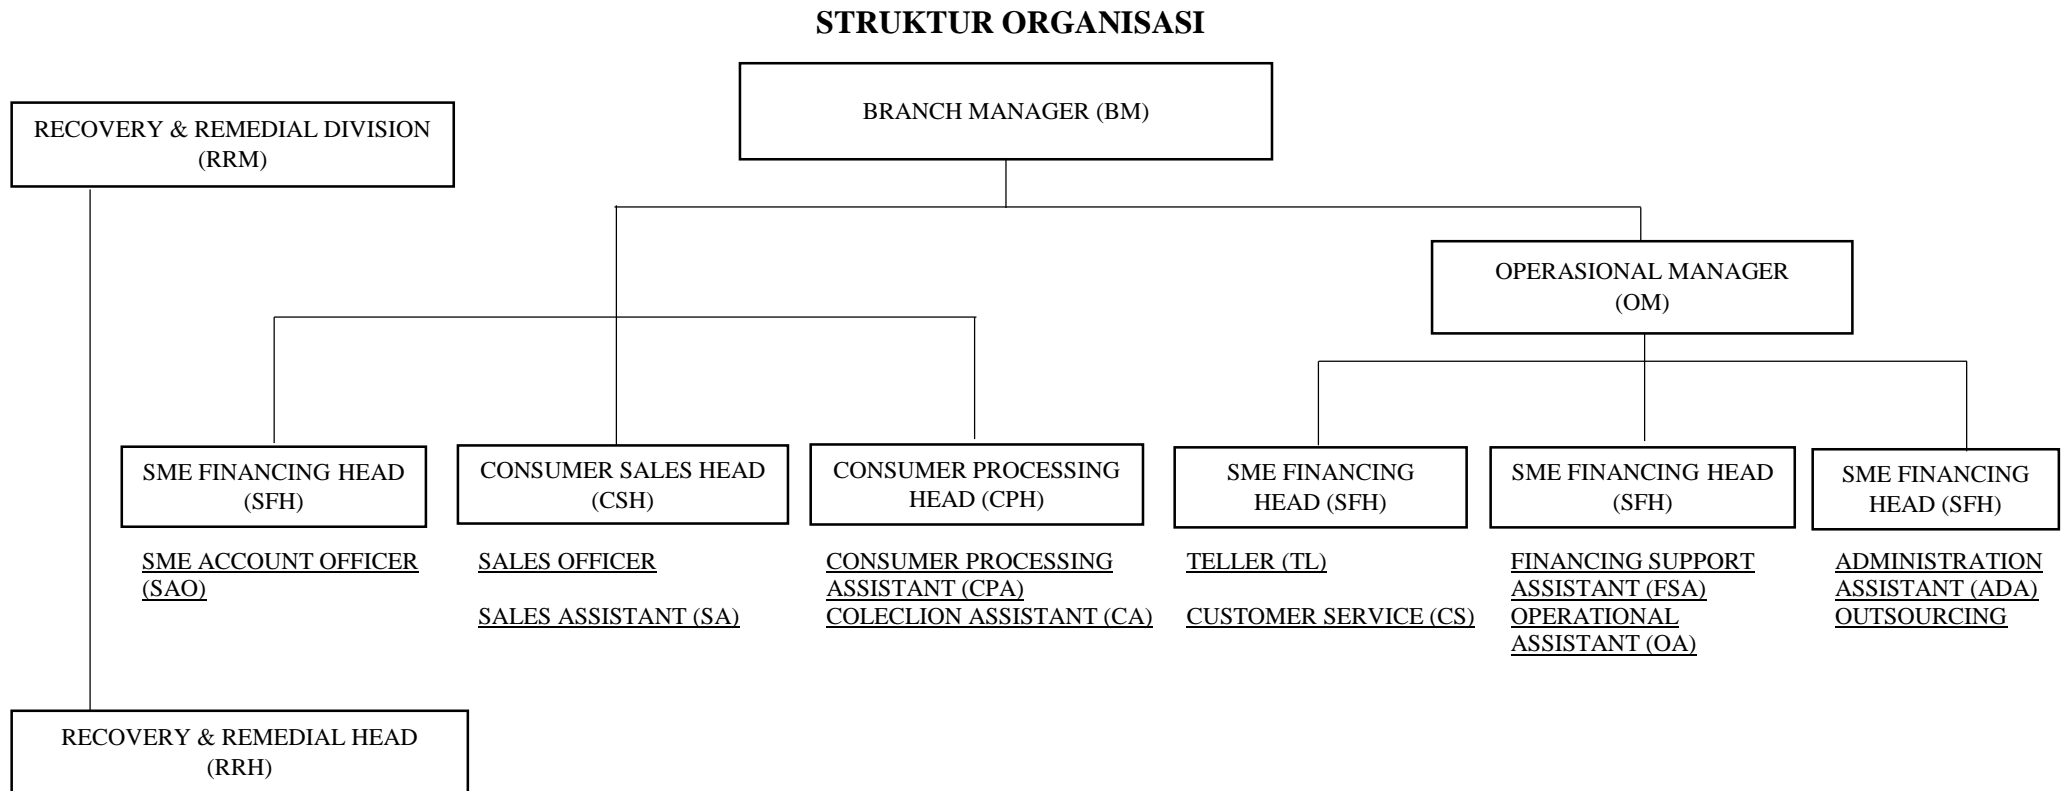 STRUKTUR ORGANISASI
BRANCH MANAGER (BM)
RECOVERY & REMEDIAL DIVISION
(RRM)
OPERASIONAL MANAGER
(OM)
SME FINANCING HEAD
(SFH)
CONSUMER SALES HEAD
(CSH)
CONSUMER PROCESSING
HEAD (CPH)
SME FINANCING
HEAD (SFH)
SME FINANCING HEAD
(SFH)
SME FINANCING
HEAD (SFH)
SME ACCOUNT OFFICER
(SAO)
SALES OFFICER
SALES ASSISTANT (SA)
CONSUMER PROCESSING
ASSISTANT (CPA)
COLECLION ASSISTANT (CA)
TELLER (TL)
CUSTOMER SERVICE (CS)
FINANCING SUPPORT
ASSISTANT (FSA)
OPERATIONAL
ASSISTANT (OA)
ADMINISTRATION
ASSISTANT (ADA)
OUTSOURCING
RECOVERY & REMEDIAL HEAD
(RRH)